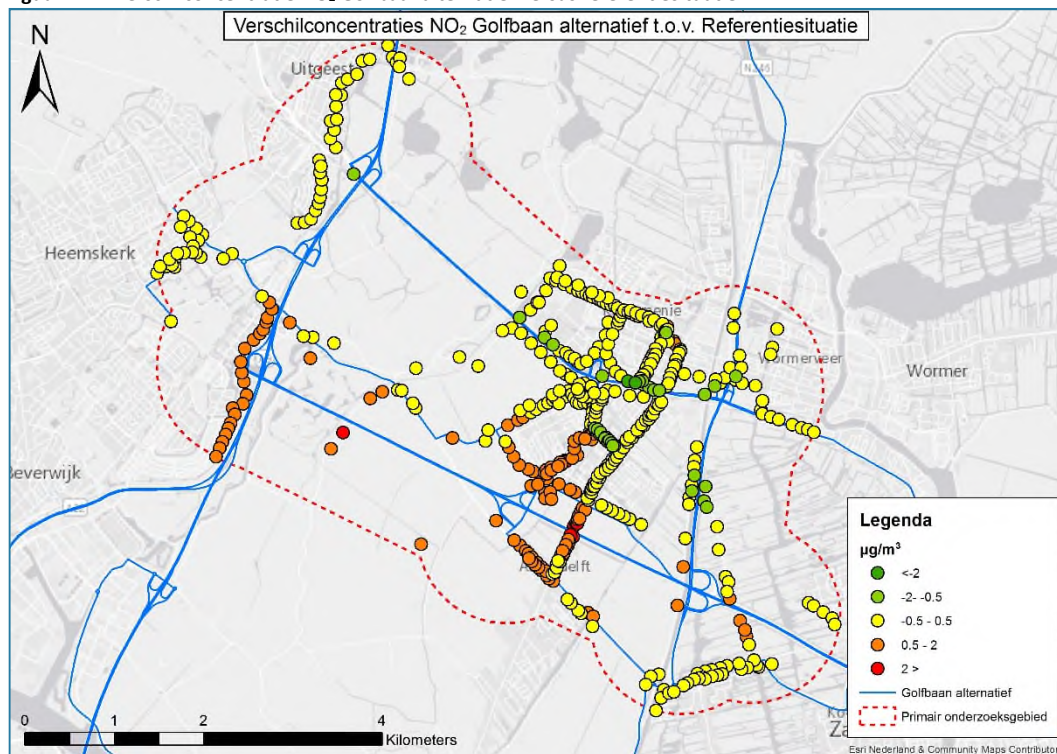 Verschilconcentraties NO₂ Golfbaan alternatief t.o.v. Referentiesituatie
N
Uitgeest
N246
Heemskerk
Wormerveer
Wormer
Beverwijk
Legenda
µg/m³
<-2
-2- -0.5
-0.5 - 0.5
0.5 - 2
2 >
Golfbaan alternatief
Primair onderzoeksgebied
0 1 2 4
Kilometers
Esri Nederland & Community Maps Contributor